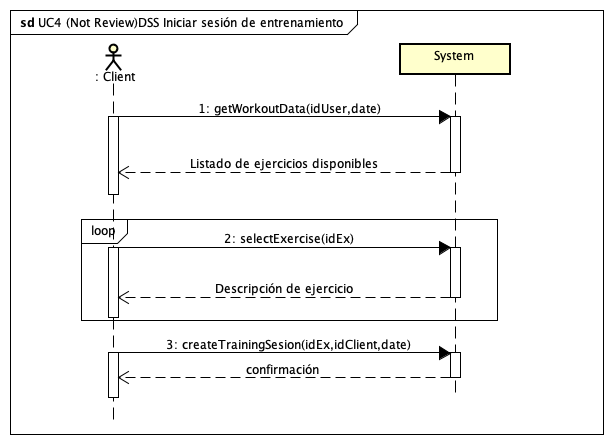 sd UC4 (Not Review)DSS Iniciar sesión de entrenamiento
: Client
System
1: getWorkoutData(idUser,date)
Listado de ejercicios disponibles
loop
2: selectExercise(idEx)
Descripción de ejercicio
3: createTrainingSesion(idEx,idClient,date)
confirmación